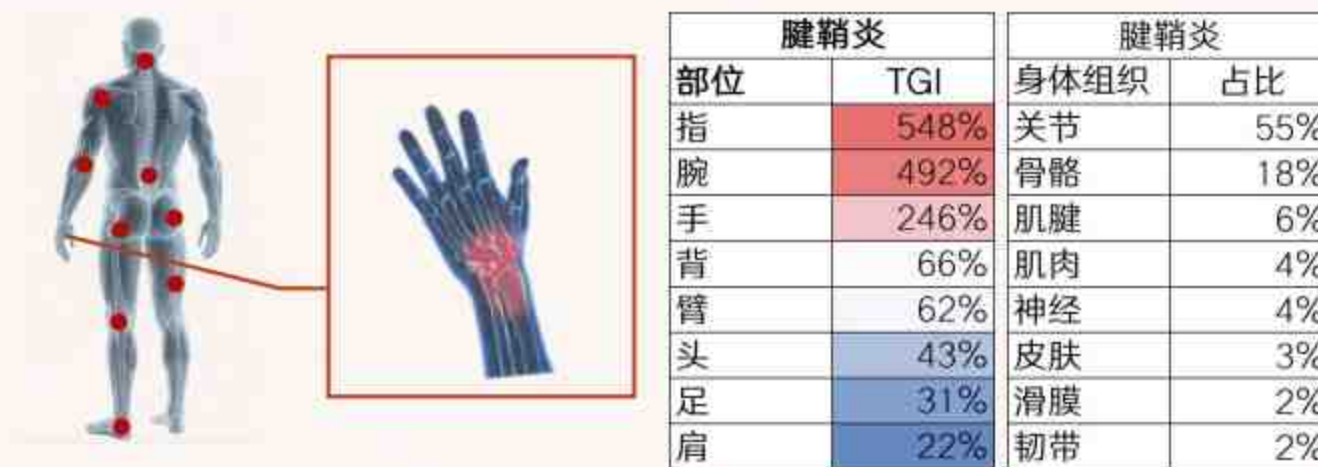 腱鞘炎
部位 TGI
指 548%
腕 492%
手 246%
背 66%
臂 62%
头 43%
足 31%
肩 22%
腱鞘炎
身体组织 占比
关节 55%
骨骼 18%
肌腱 6%
肌肉 4%
神经 4%
皮肤 3%
滑膜 2%
韧带 2%